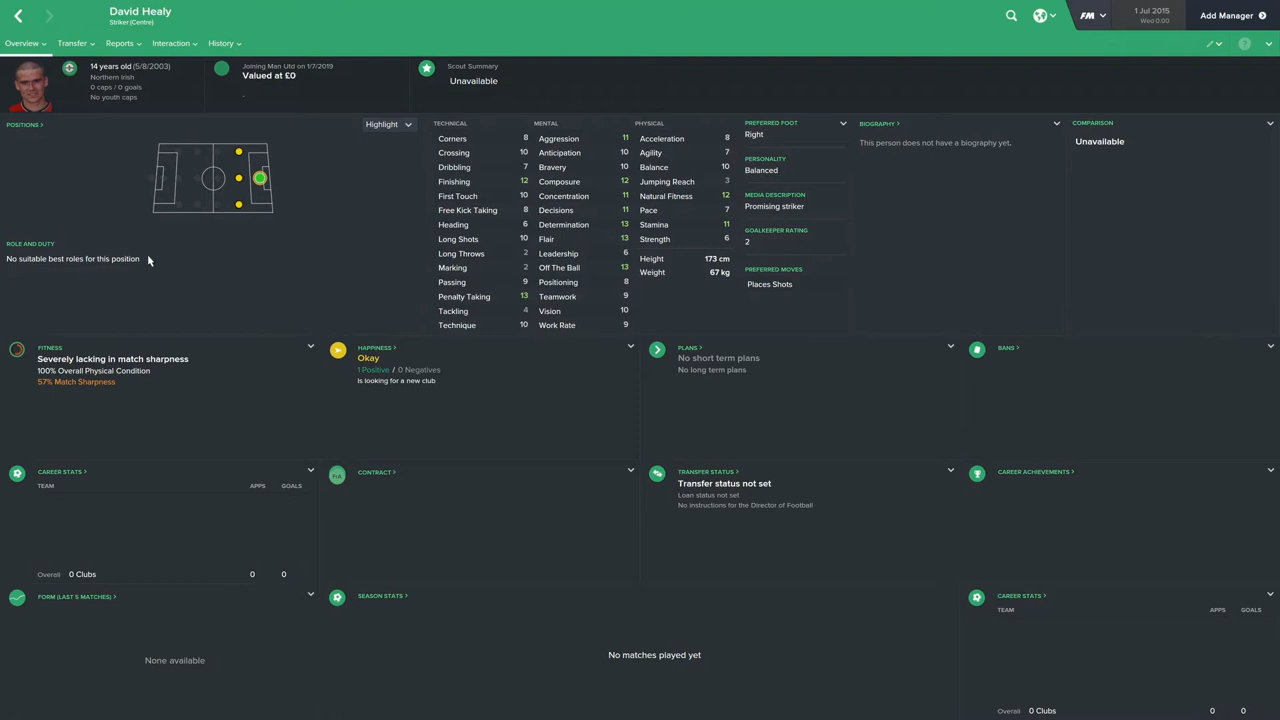 David Healy
Striker (Centre)
FM
1 Jul 2015
Wed 0:00
Add Manager
Overview
Transfer
Reports
Interaction
History
14 years old (5/8/2003)
Northern Irish
0 caps / 0 goals
No youth caps
Joining Man Utd on 1/7/2019
Valued at £0
-
Scout Summary
Unavailable
POSITIONS >
Highlight
ROLE AND DUTY
No suitable best roles for this position
TECHNICAL
Corners 8
Crossing 10
Dribbling 7
Finishing 12
First Touch 10
Free Kick Taking 8
Heading 6
Long Shots 10
Long Throws 2
Marking 2
Passing 9
Penalty Taking 13
Tackling 4
Technique 10
MENTAL
Aggression 11
Anticipation 10
Bravery 10
Composure 12
Concentration 11
Decisions 11
Determination 13
Flair 13
Leadership 6
Off The Ball 13
Positioning 8
Teamwork 9
Vision 10
Work Rate 9
PHYSICAL
Acceleration 8
Agility 7
Balance 10
Jumping Reach 3
Natural Fitness 12
Pace 7
Stamina 11
Strength 6
Height 173 cm
Weight 67 kg
PREFERRED FOOT
Right
PERSONALITY
Balanced
MEDIA DESCRIPTION
Promising striker
GOALKEEPER RATING
2
PREFERRED MOVES
Places Shots
BIOGRAPHY >
This person does not have a biography yet.
COMPARISON
Unavailable
FITNESS
Severely lacking in match sharpness
100% Overall Physical Condition
57% Match Sharpness
HAPPINESS >
Okay
1 Positive / 0 Negatives
Is looking for a new club
PLANS >
No short term plans
No long term plans
BANS >
CAREER STATS >
TEAM APPS GOALS
Overall 0 Clubs 0 0
F/A
CONTRACT >
TRANSFER STATUS >
Transfer status not set
Loan status not set
No instructions for the Director of Football
CAREER ACHIEVEMENTS >
FORM (LAST 5 MATCHES) >
None available
SEASON STATS >
No matches played yet
CAREER STATS >
TEAM APPS GOALS
Overall 0 Clubs 0 0